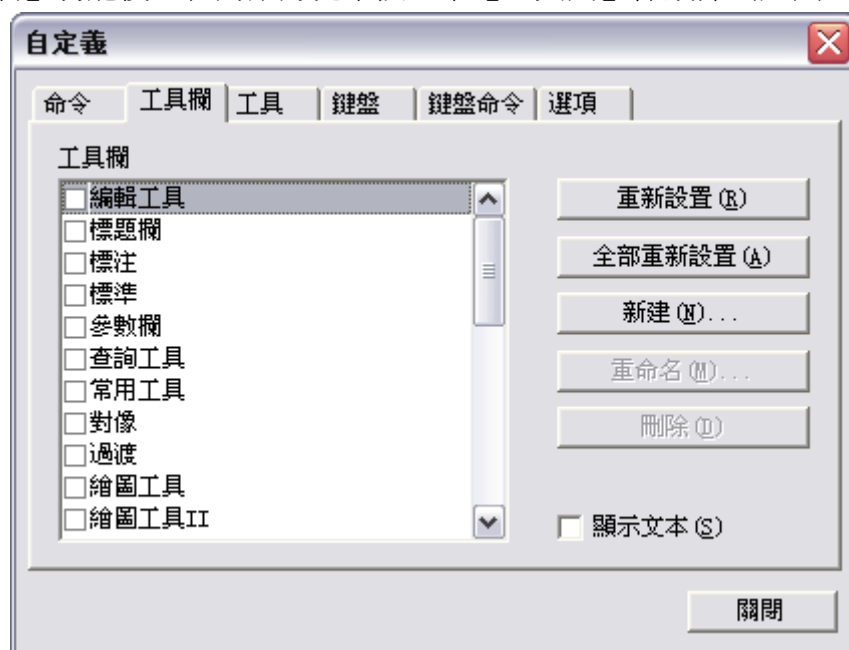 自定義
命令 工具欄 工具 鍵盤 鍵盤命令 選項
工具欄
編輯工具
標題欄
標注
標準
參數欄
查詢工具
常用工具
對像
過渡
繪圖工具
繪圖工具II
重新設置(R)
全部重新設置(A)
新建(N)...
重命名(M)...
刪除(D)
顯示文本(S)
關閉